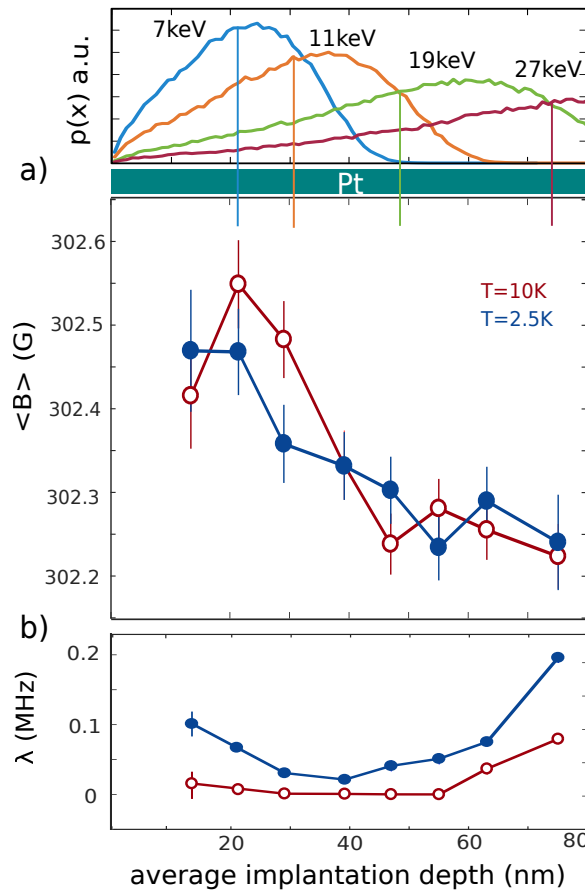 7keV
11keV
19keV
27keV
p(x) a.u.
a)
Pt
302.6
302.5
302.4
302.3
302.2
<B> (G)
T=10K
T=2.5K
b)
0.2
0.1
0
λ (MHz)
20
40
60
80
average implantation depth (nm)